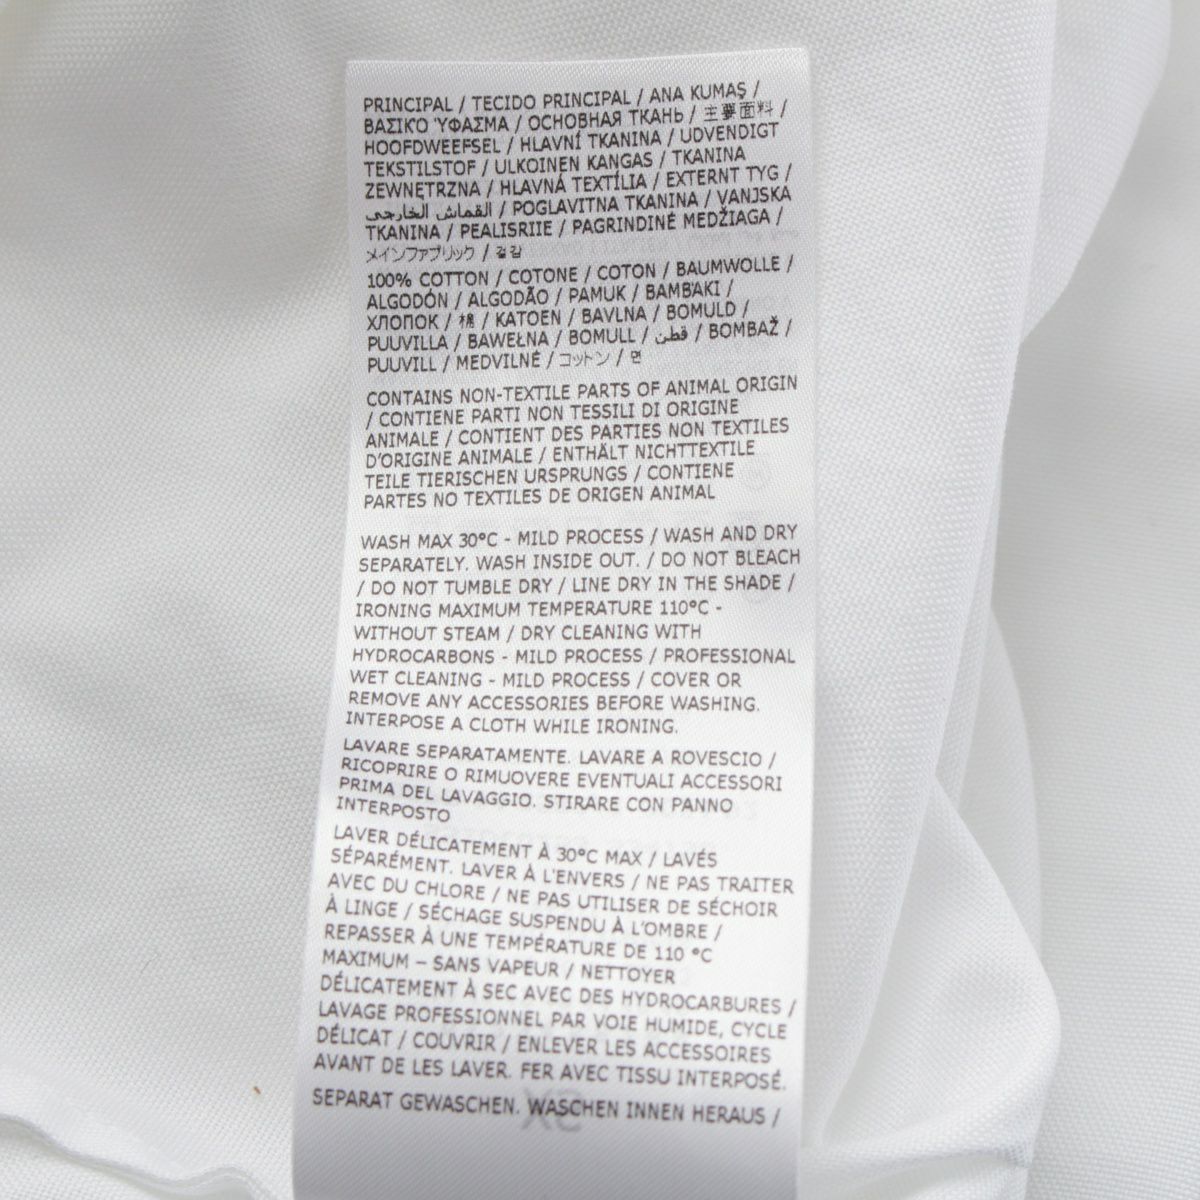 PRINCIPAL / TECIDO PRINCIPAL / ANA KUMAŞ /
ΒΑΣΙΚΌ ΎΦΑΣΜΑ / ОСНОВНАЯ ТКАНЬ / 主要面料 /
HOOFDWEEFSEL / HLAVNÍ TKANINA / UDVENDIGT
TEKSTILSTOF / ULKOINEN KANGAS / TKANINA
ZEWNĘTRZNA / HLAVNÁ TEXTÍLIA / EXTERNT TYG /
القماش الخارجي / POGLAVITNA TKANINA / VANJSKA
TKANINA / PEALISRIIE / PAGRINDINĖ MEDŽIAGA /
メインファブリック / 겉감
100% COTTON / COTONE / COTON / BAUMWOLLE /
ALGODÓN / ALGODÃO / PAMUK / ΒΑΜΒΆΚΙ /
ХЛОПОК / 棉 / KATOEN / BAVLNA / BOMULD /
PUUVILLA / BAWEŁNA / BOMULL / قطن / BOMBAŽ /
PUUVILL / MEDVILNĖ / コットン / 면
CONTAINS NON-TEXTILE PARTS OF ANIMAL ORIGIN
/ CONTIENE PARTI NON TESSILI DI ORIGINE
ANIMALE / CONTIENT DES PARTIES NON TEXTILES
D'ORIGINE ANIMALE / ENTHÄLT NICHTTEXTILE
TEILE TIERISCHEN URSPRUNGS / CONTIENE
PARTES NO TEXTILES DE ORIGEN ANIMAL
WASH MAX 30°C - MILD PROCESS / WASH AND DRY
SEPARATELY. WASH INSIDE OUT. / DO NOT BLEACH
/ DO NOT TUMBLE DRY / LINE DRY IN THE SHADE /
IRONING MAXIMUM TEMPERATURE 110°C -
WITHOUT STEAM / DRY CLEANING WITH
HYDROCARBONS - MILD PROCESS / PROFESSIONAL
WET CLEANING - MILD PROCESS / COVER OR
REMOVE ANY ACCESSORIES BEFORE WASHING.
INTERPOSE A CLOTH WHILE IRONING.
LAVARE SEPARATAMENTE. LAVARE A ROVESCIO /
RICOPRIRE O RIMUOVERE EVENTUALI ACCESSORI
PRIMA DEL LAVAGGIO. STIRARE CON PANNO
INTERPOSTO
LAVER DÉLICATEMENT À 30°C MAX / LAVÉS
SÉPARÉMENT. LAVER À L'ENVERS / NE PAS TRAITER
AVEC DU CHLORE / NE PAS UTILISER DE SÉCHOIR
À LINGE / SÉCHAGE SUSPENDU À L'OMBRE /
REPASSER À UNE TEMPÉRATURE DE 110 °C
MAXIMUM – SANS VAPEUR / NETTOYER
DÉLICATEMENT À SEC AVEC DES HYDROCARBURES /
LAVAGE PROFESSIONNEL PAR VOIE HUMIDE, CYCLE
DÉLICAT / COUVRIR / ENLEVER LES ACCESSOIRES
AVANT DE LES LAVER. FER AVEC TISSU INTERPOSÉ.
SEPARAT GEWASCHEN. WASCHEN INNEN HERAUS /